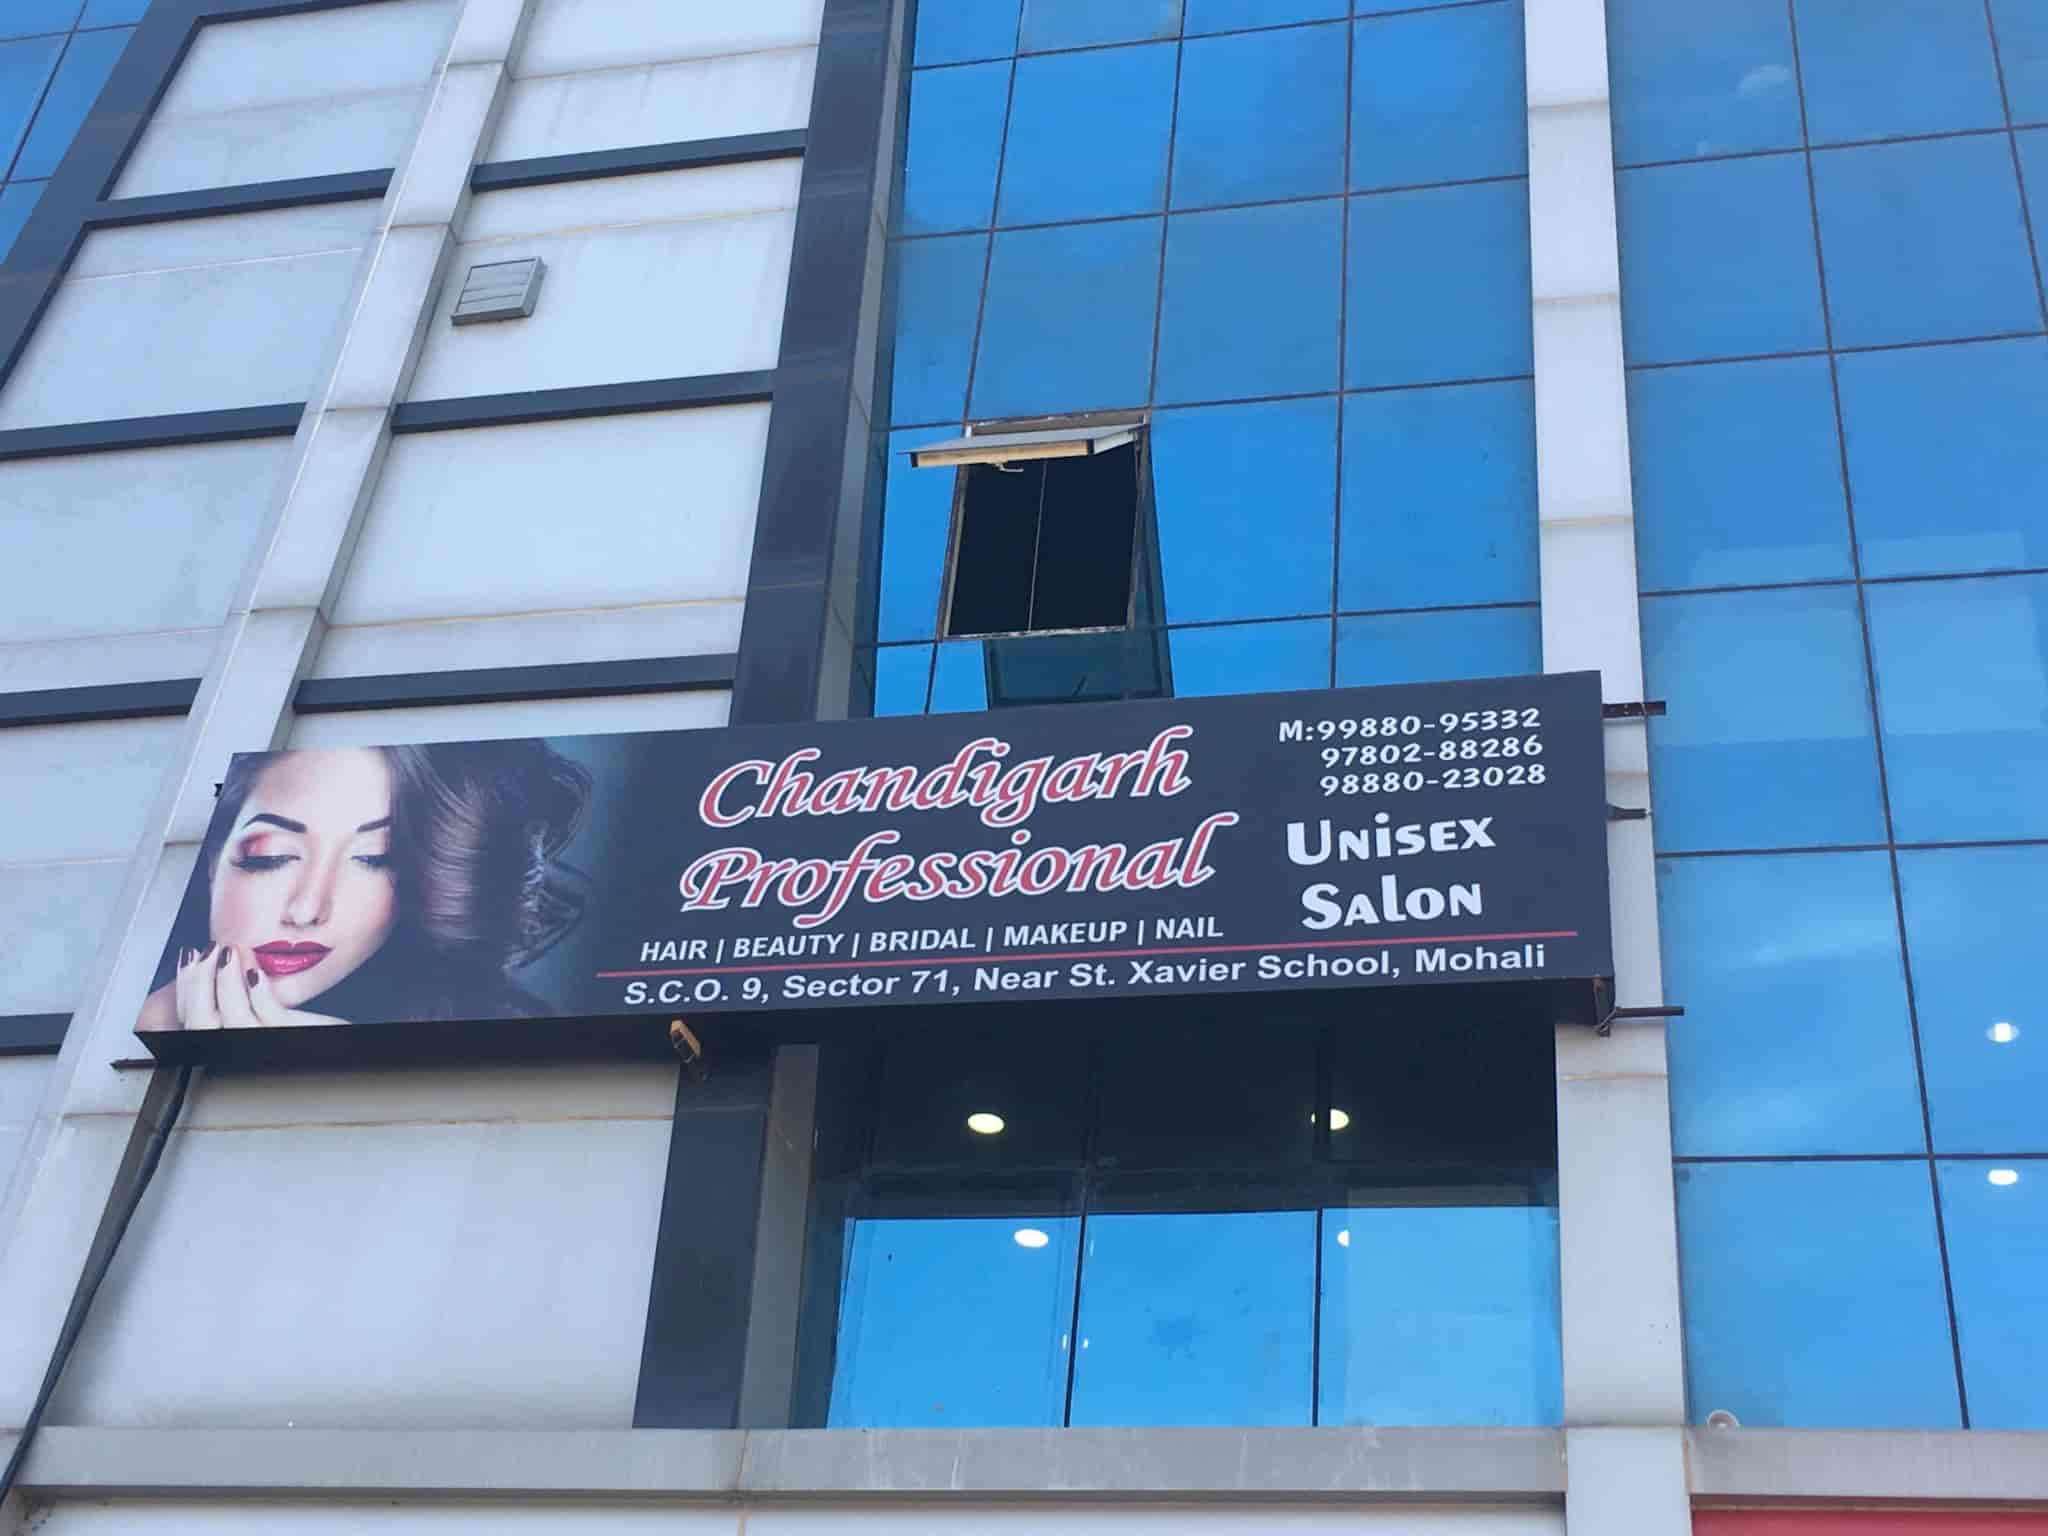 Chandigarh
Professional
HAIR | BEAUTY | BRIDAL | MAKEUP | NAIL
M:99880-95332
97802-88286
98880-23028
UNiSEX
SALON
S.C.O. 9, Sector 71, Near St. Xavier School, Mohali